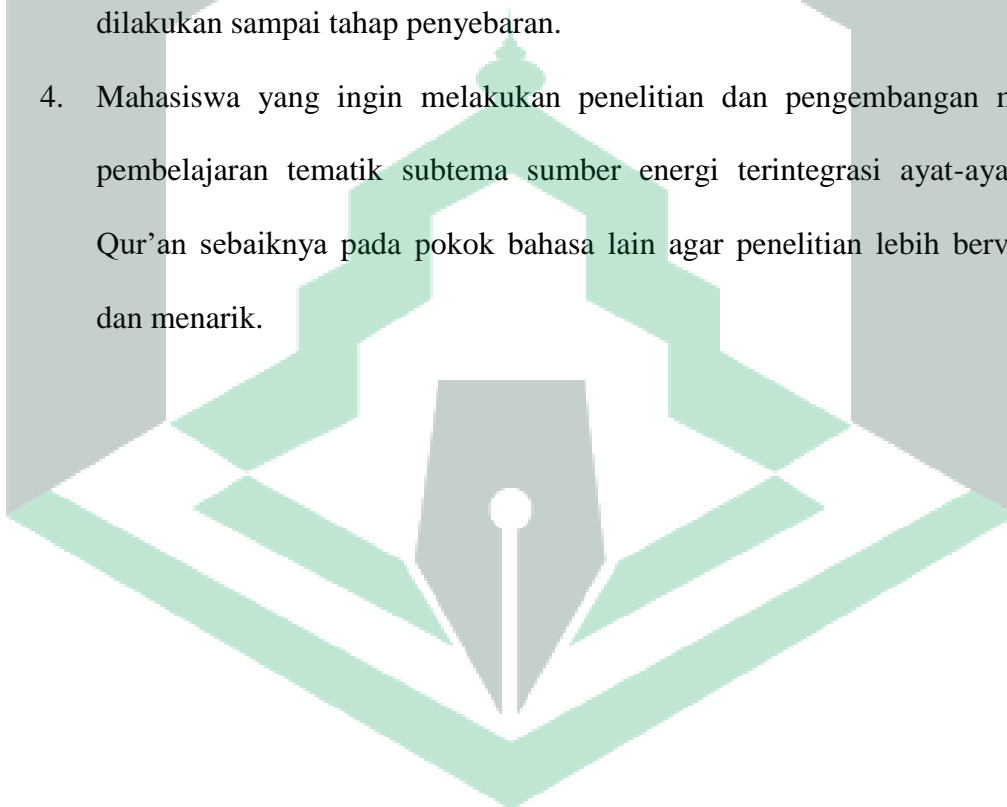 dilakukan sampai tahap penyebaran.
4. Mahasiswa yang ingin melakukan penelitian dan pengembangan
pembelajaran tematik subtema sumber energi terintegrasi
Qur’an sebaiknya pada pokok bahasa lain agar penelitian lebih
dan menarik.